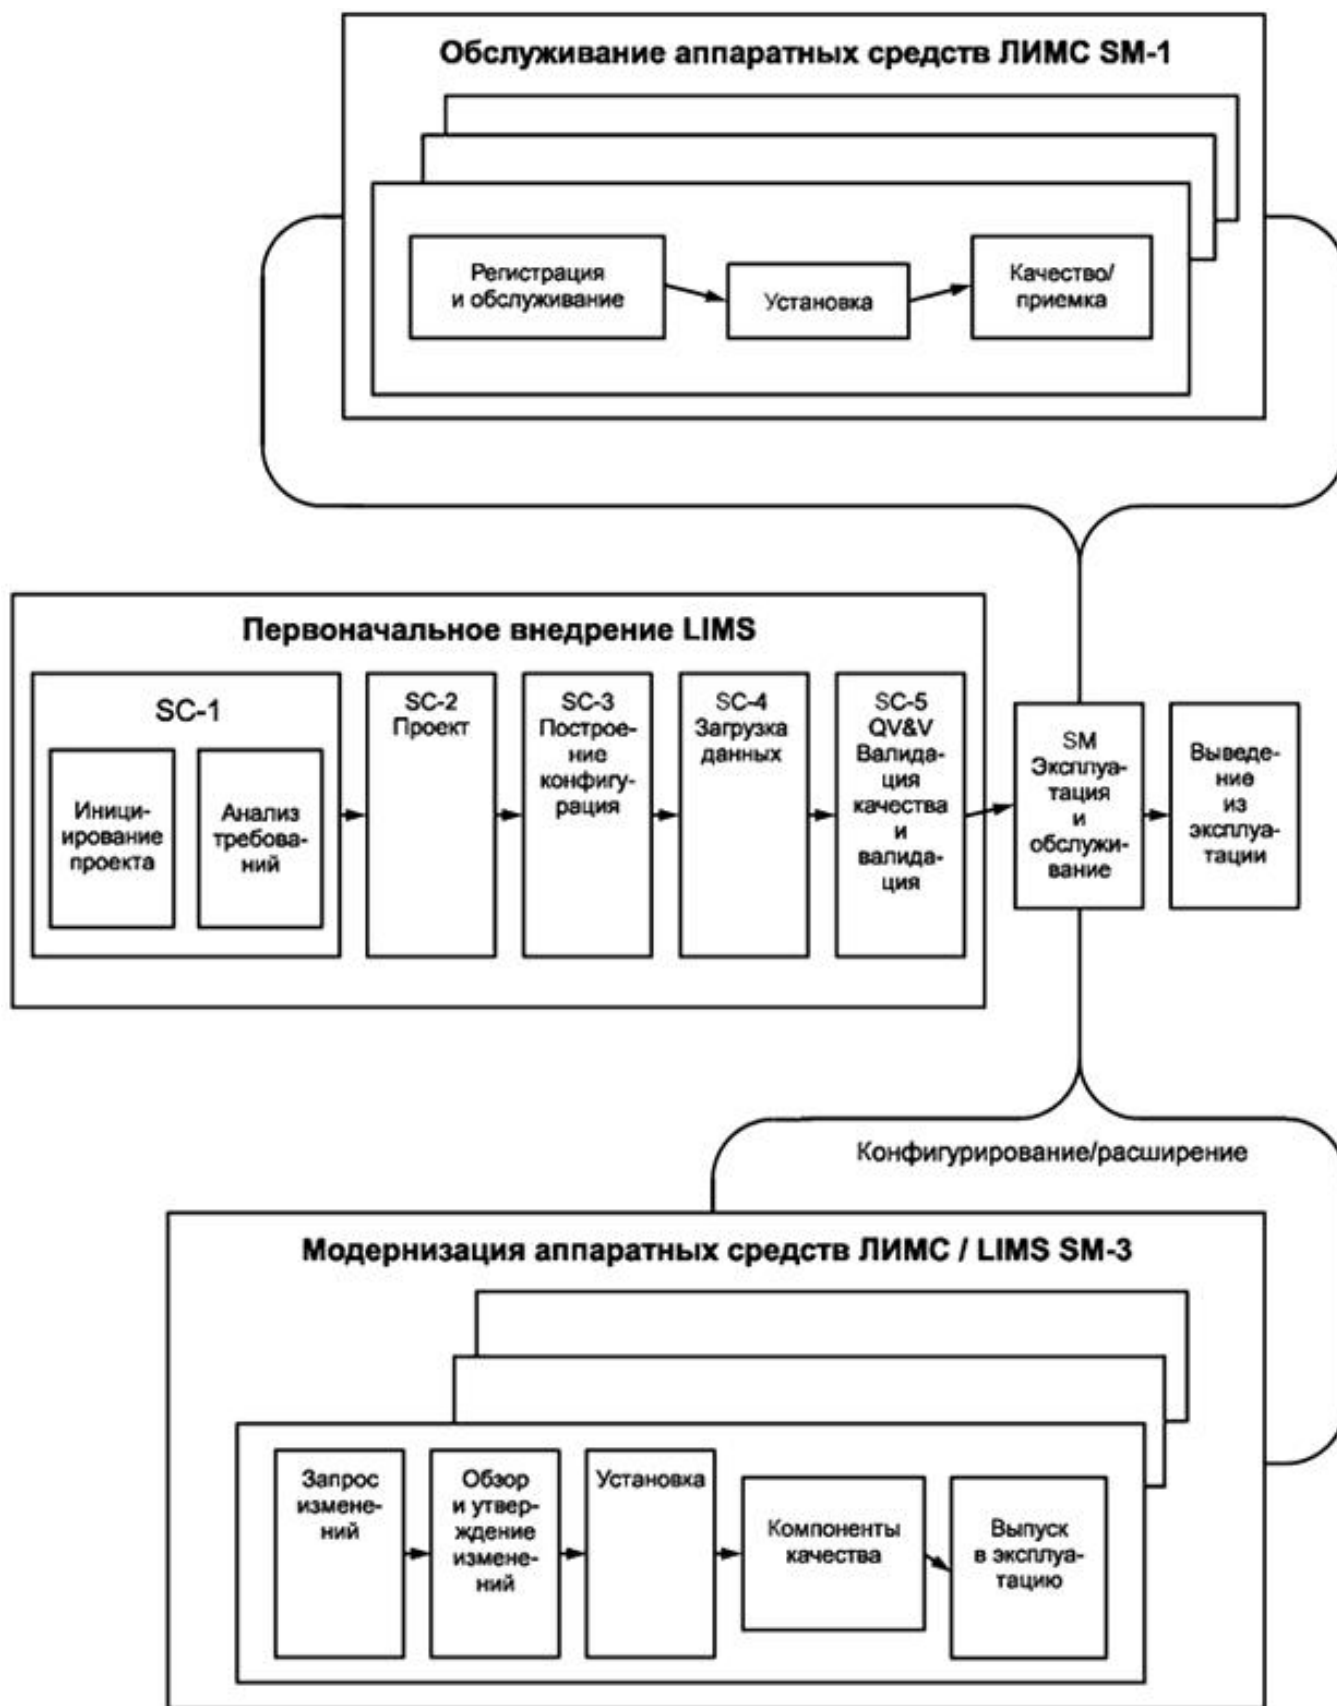 Обслуживание аппаратных средств ЛИМС SM-1
Регистрация
и обслуживание
Установка
Качество/
приемка
Первоначальное внедрение LIMS
SC-1
Иници-
ирование
проекта
Анализ
требова-
ний
SC-2
Проект
SC-3
Построе-
ние
конфигу-
рация
SC-4
Загрузка
данных
SC-5
QV&V
Валида-
ция
качества
и
валида-
ция
SM
Эксплуа-
тация
и
обслужи-
вание
Выведе-
ние
из
эксплуа-
тации
Конфигурирование/расширение
Модернизация аппаратных средств ЛИМС / LIMS SM-3
Запрос
измене-
ний
Обзор
и утвер-
ждение
измене-
ний
Установка
Компоненты
качества
Выпуск
в эксплуа-
тацию